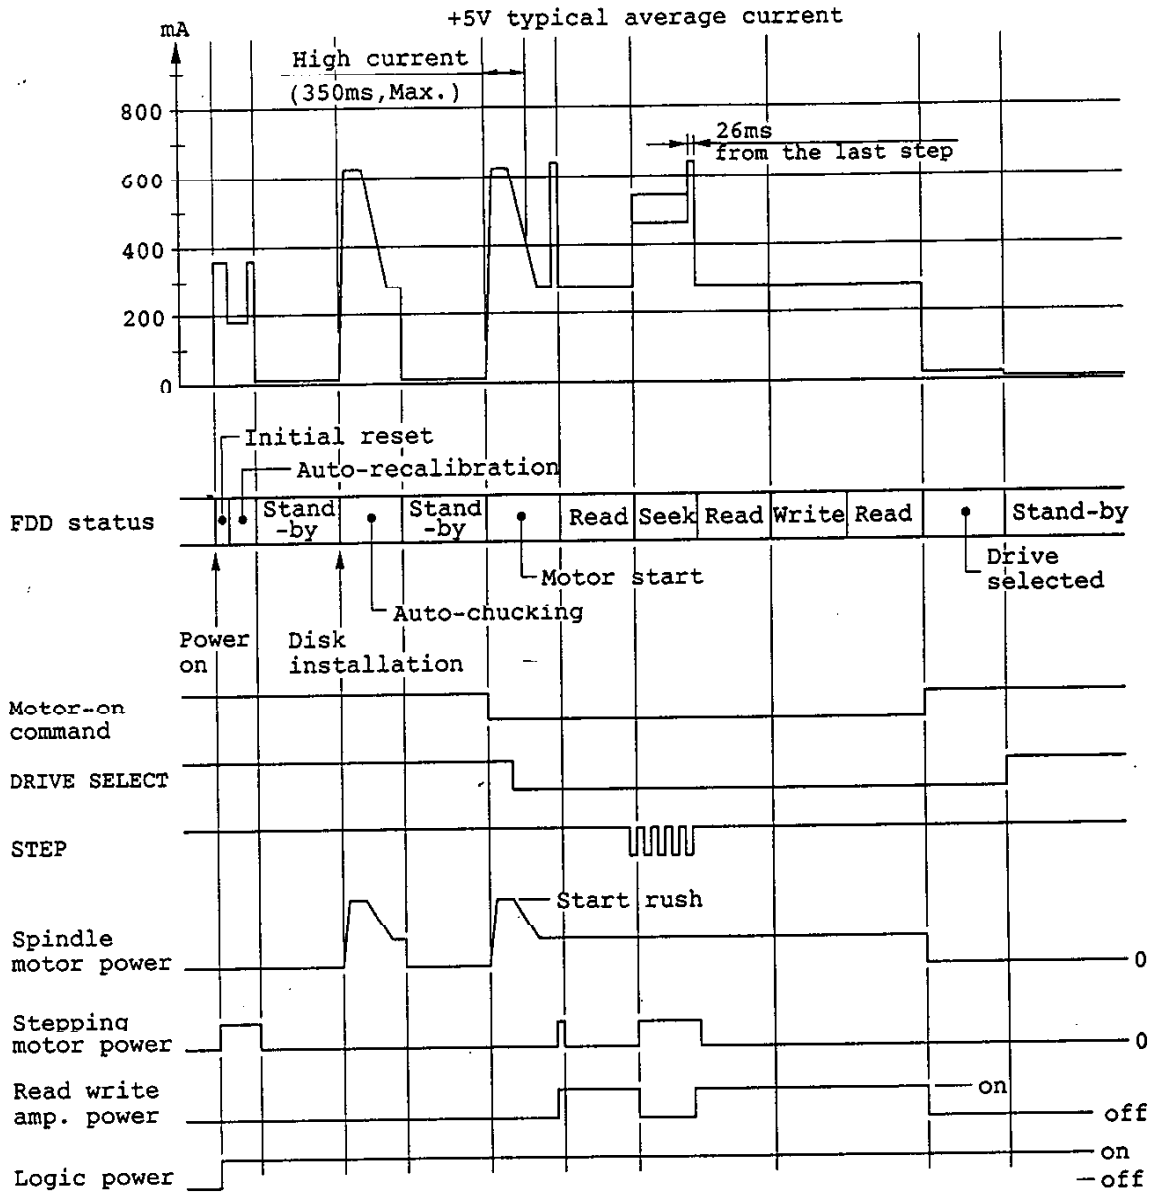 +5V typical average current
mA
High current
(350ms,Max.)
800
26ms
from the last step
600
400
200
0
Initial reset
Auto-recalibration
FDD status
Stand
-by
Stand
-by
Read
Seek
Read
Write
Read
Stand-by
Motor start
Drive
selected
Auto-chucking
Power
on
Disk
installation
Motor-on
command
DRIVE SELECT
STEP
Start rush
Spindle
motor power
0
Stepping
motor power
0
Read write
amp. power
on
off
Logic power
on
off